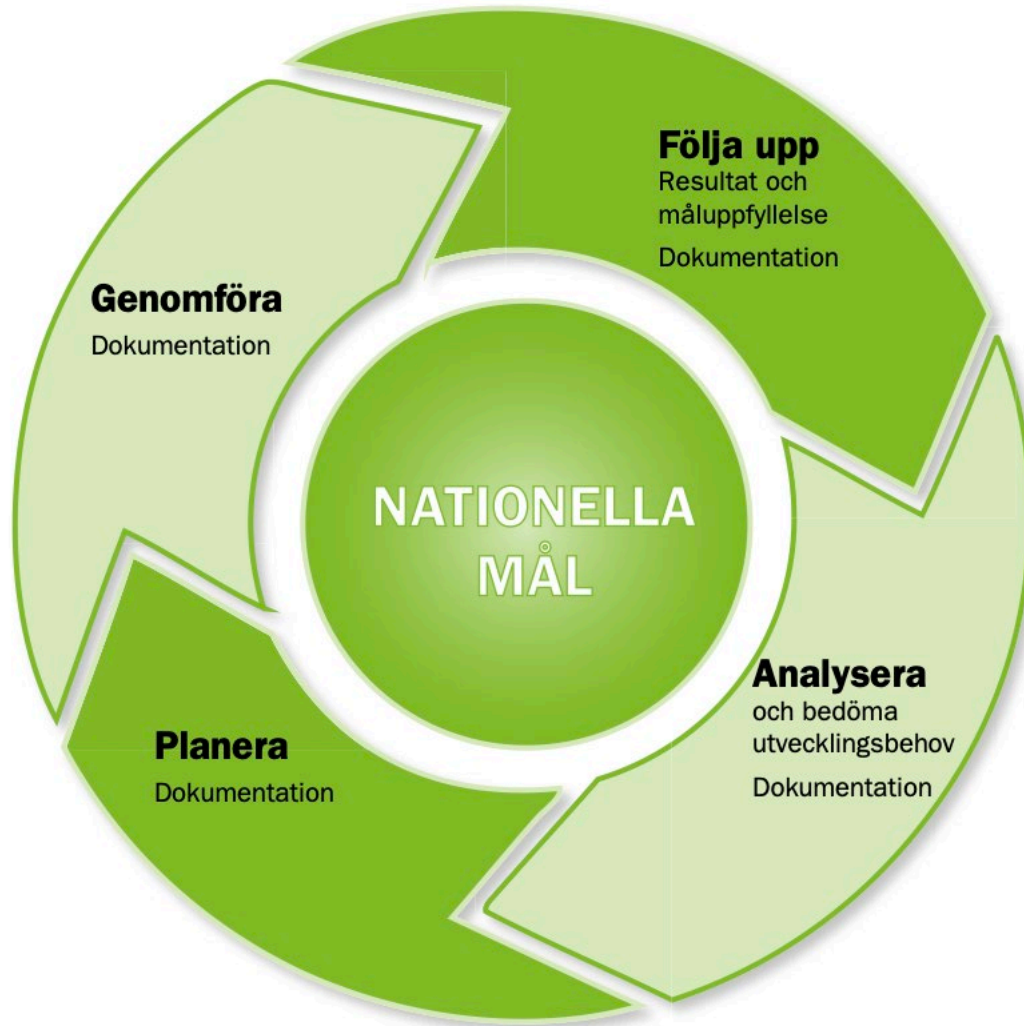 Följa upp
Resultat och
måluppfyllelse
Dokumentation
Analysera
och bedöma
utvecklingsbehov
Dokumentation
Planera
Dokumentation
Genomföra
Dokumentation
NATIONELLA
MÅL